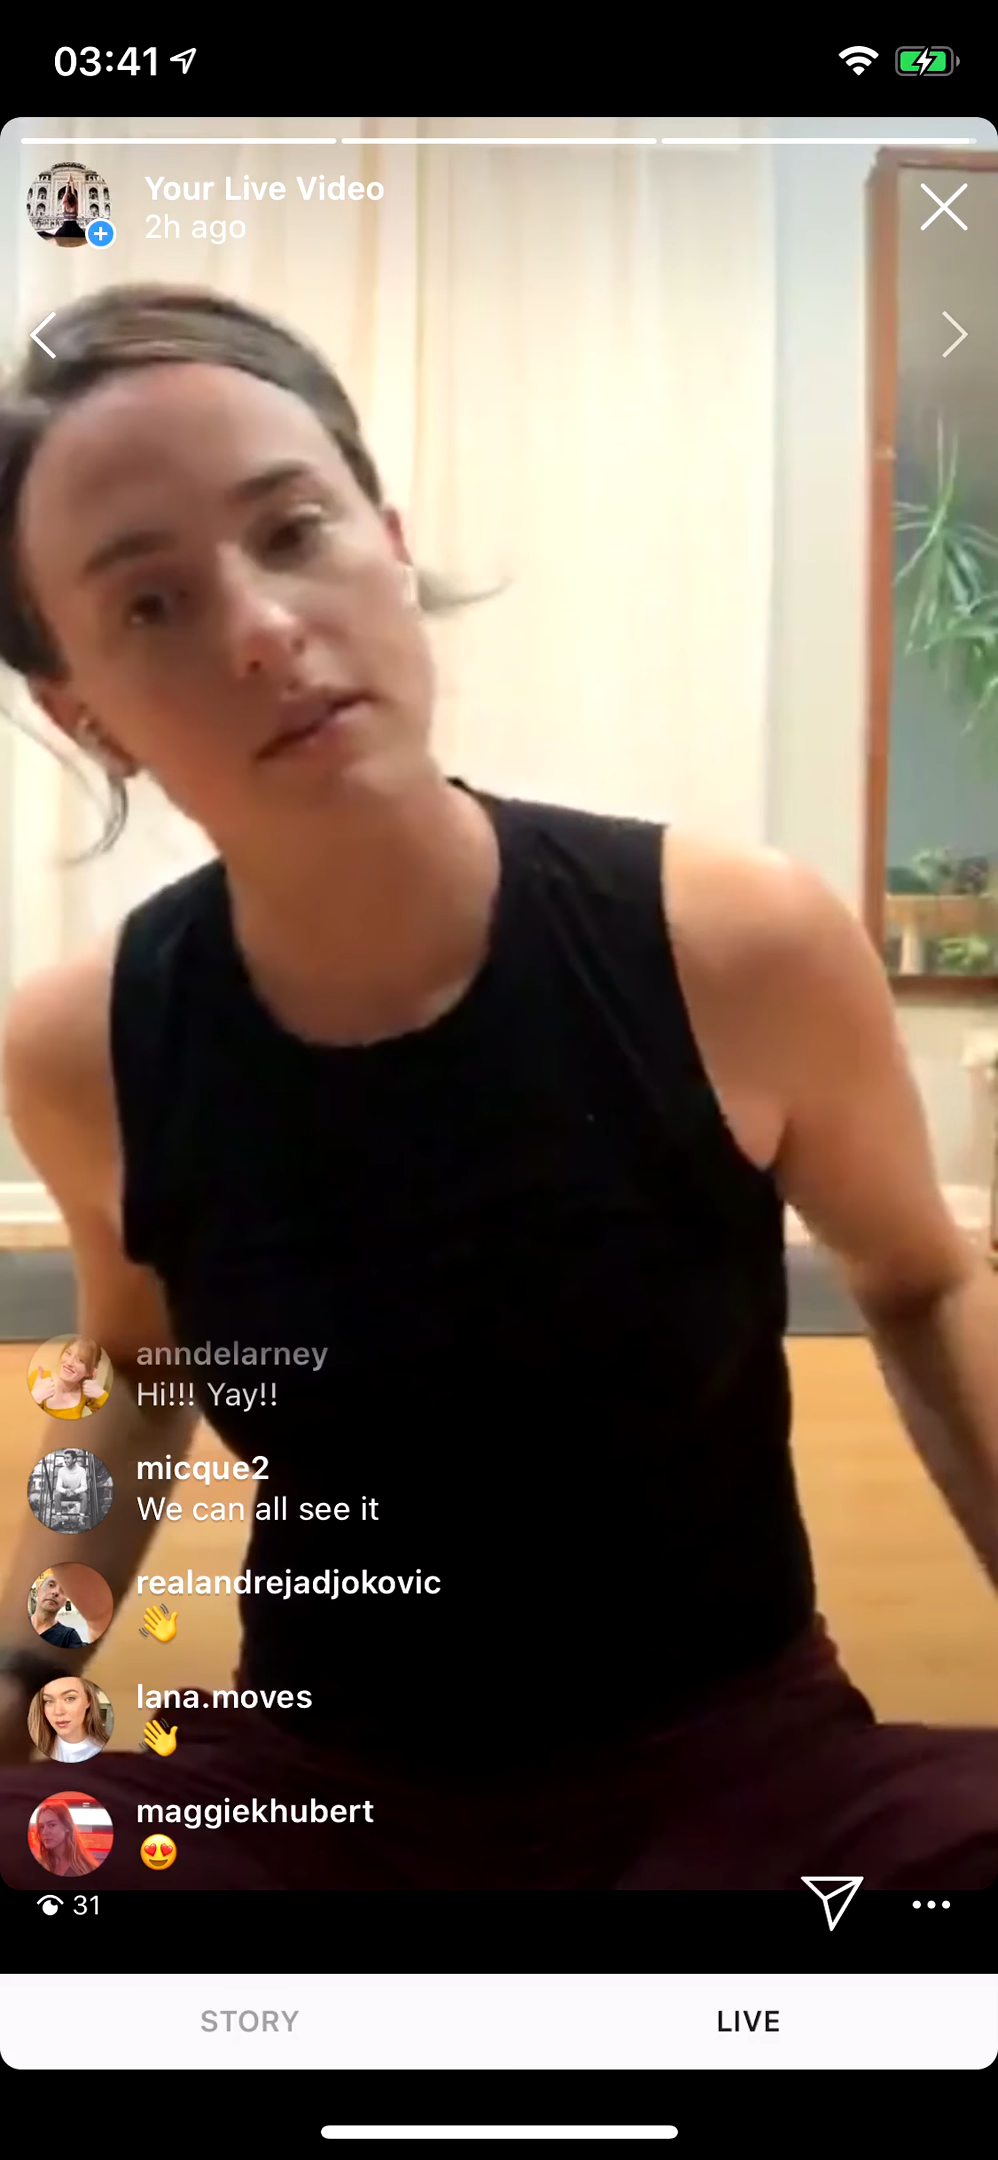 03:41
Your Live Video
2h ago
anndelarney
Hi!!! Yay!!
micque2
We can all see it
realandrejadjokovic
👋
lana.moves
👋
maggiekhubert
😍
31
STORY
LIVE